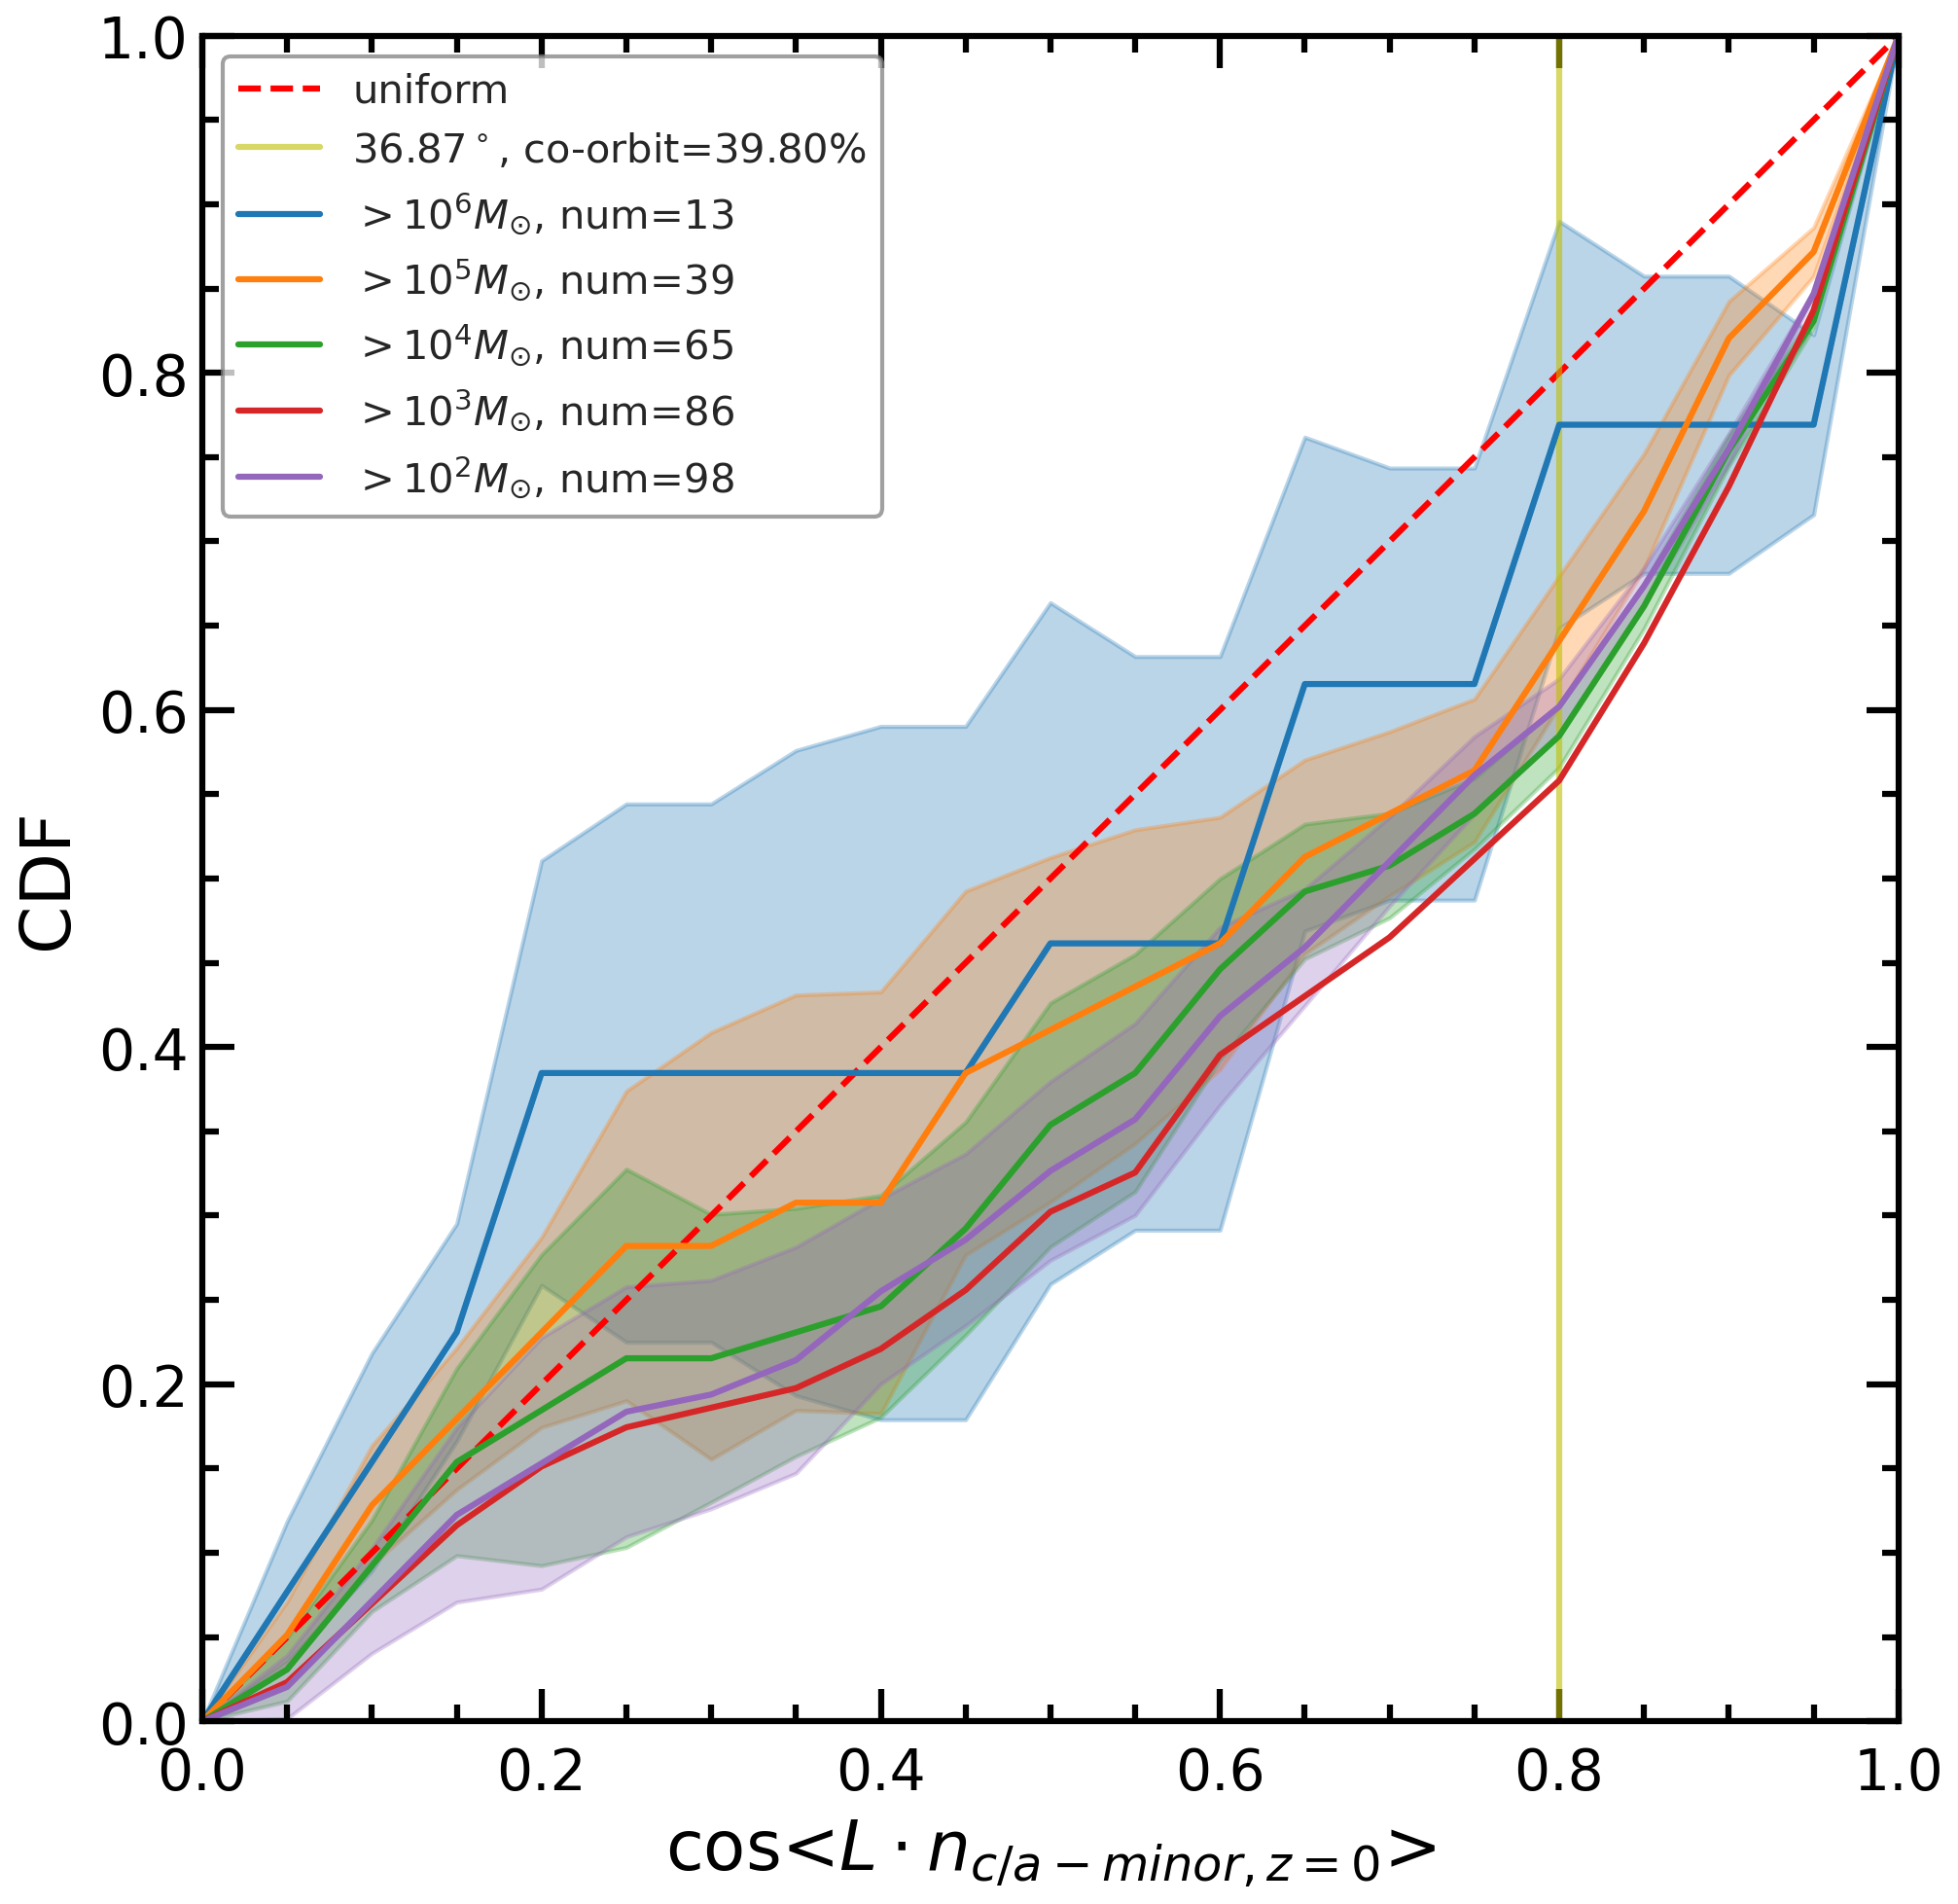 1.0
0.8
0.6
0.4
0.2
0.0
CDF
uniform
36.87°, co-orbit=39.80%
>10⁶M⊙, num=13
>10⁵M⊙, num=39
>10⁴M⊙, num=65
>10³M⊙, num=86
>10²M⊙, num=98
0.0 0.2 0.4 0.6 0.8 1.0
cos<L · n_{c/a−minor, z=0}>